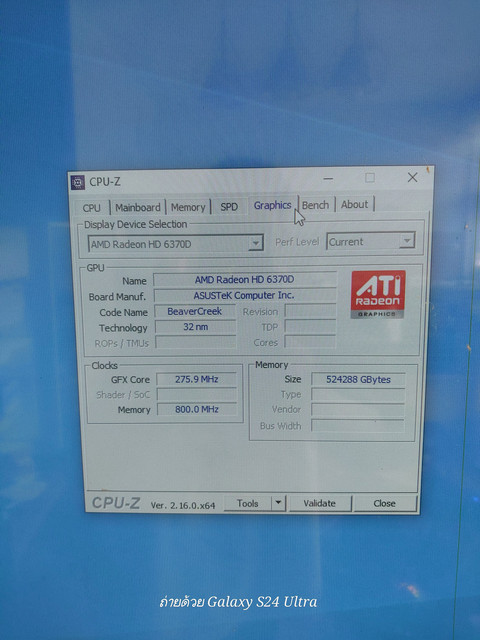 CPU-Z
CPU Mainboard Memory SPD Graphics Bench About
Display Device Selection
AMD Radeon HD 6370D Perf Level Current
GPU
Name AMD Radeon HD 6370D
Board Manuf. ASUSTeK Computer Inc.
Code Name BeaverCreek Revision
Technology 32 nm TDP
ROPs / TMUs Cores
ATI
RADEON
GRAPHICS
Clocks
GFX Core 275.9 MHz
Shader / SoC
Memory 800.0 MHz
Memory
Size 524288 GBytes
Type
Vendor
Bus Width
CPU-Z Ver. 2.16.0.x64 Tools Validate Close
ถ่ายด้วย Galaxy S24 Ultra